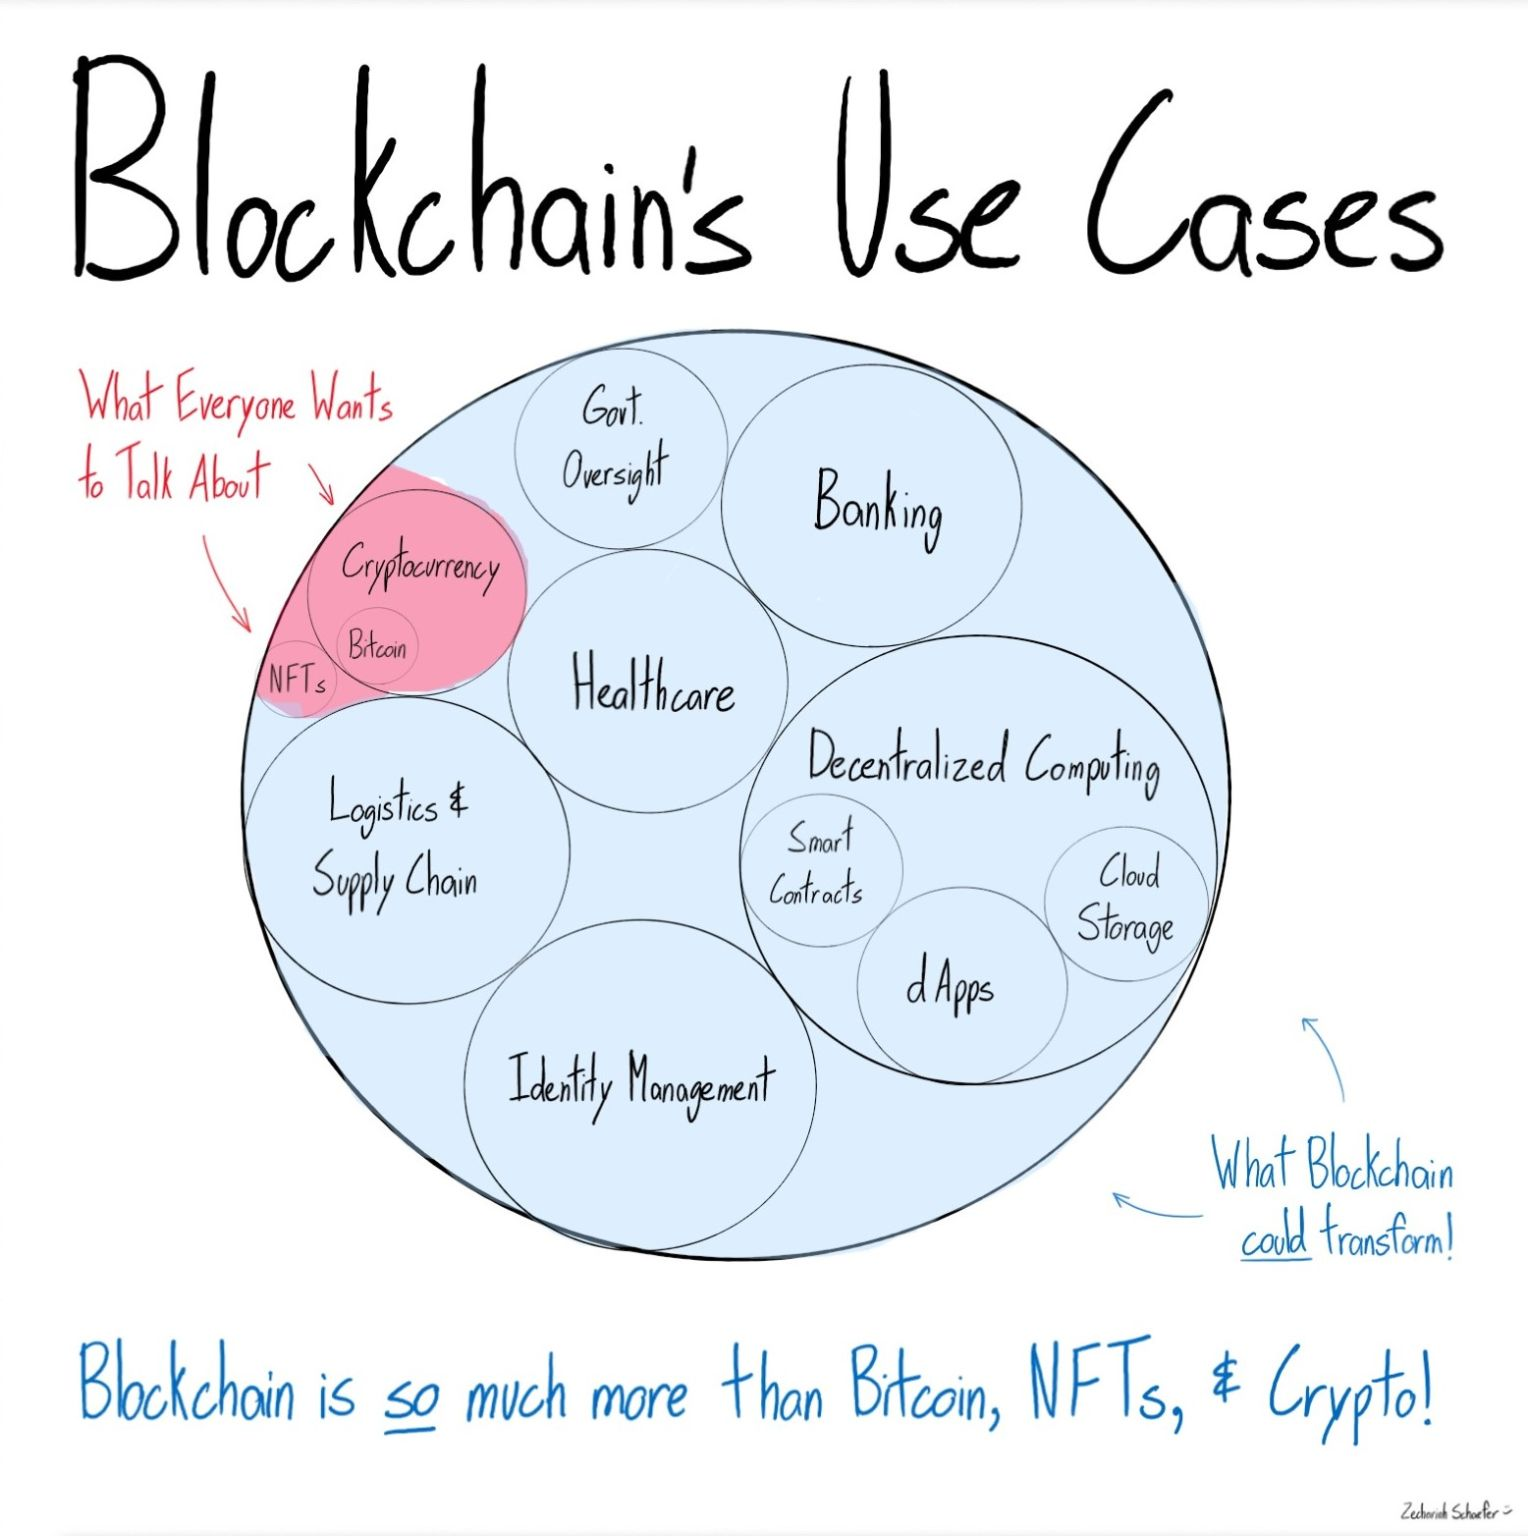 Blockchain's Use Cases
What Everyone Wants
to Talk About
Govt.
Oversight
Banking
Cryptocurrency
Bitcoin
NFTs
Healthcare
Decentralized Computing
Smart
Contracts
Cloud
Storage
dApps
Logistics &
Supply Chain
Identity Management
What Blockchain
could transform!
Blockchain is so much more than Bitcoin, NFTs, & Crypto!
Zechariah Schaefer